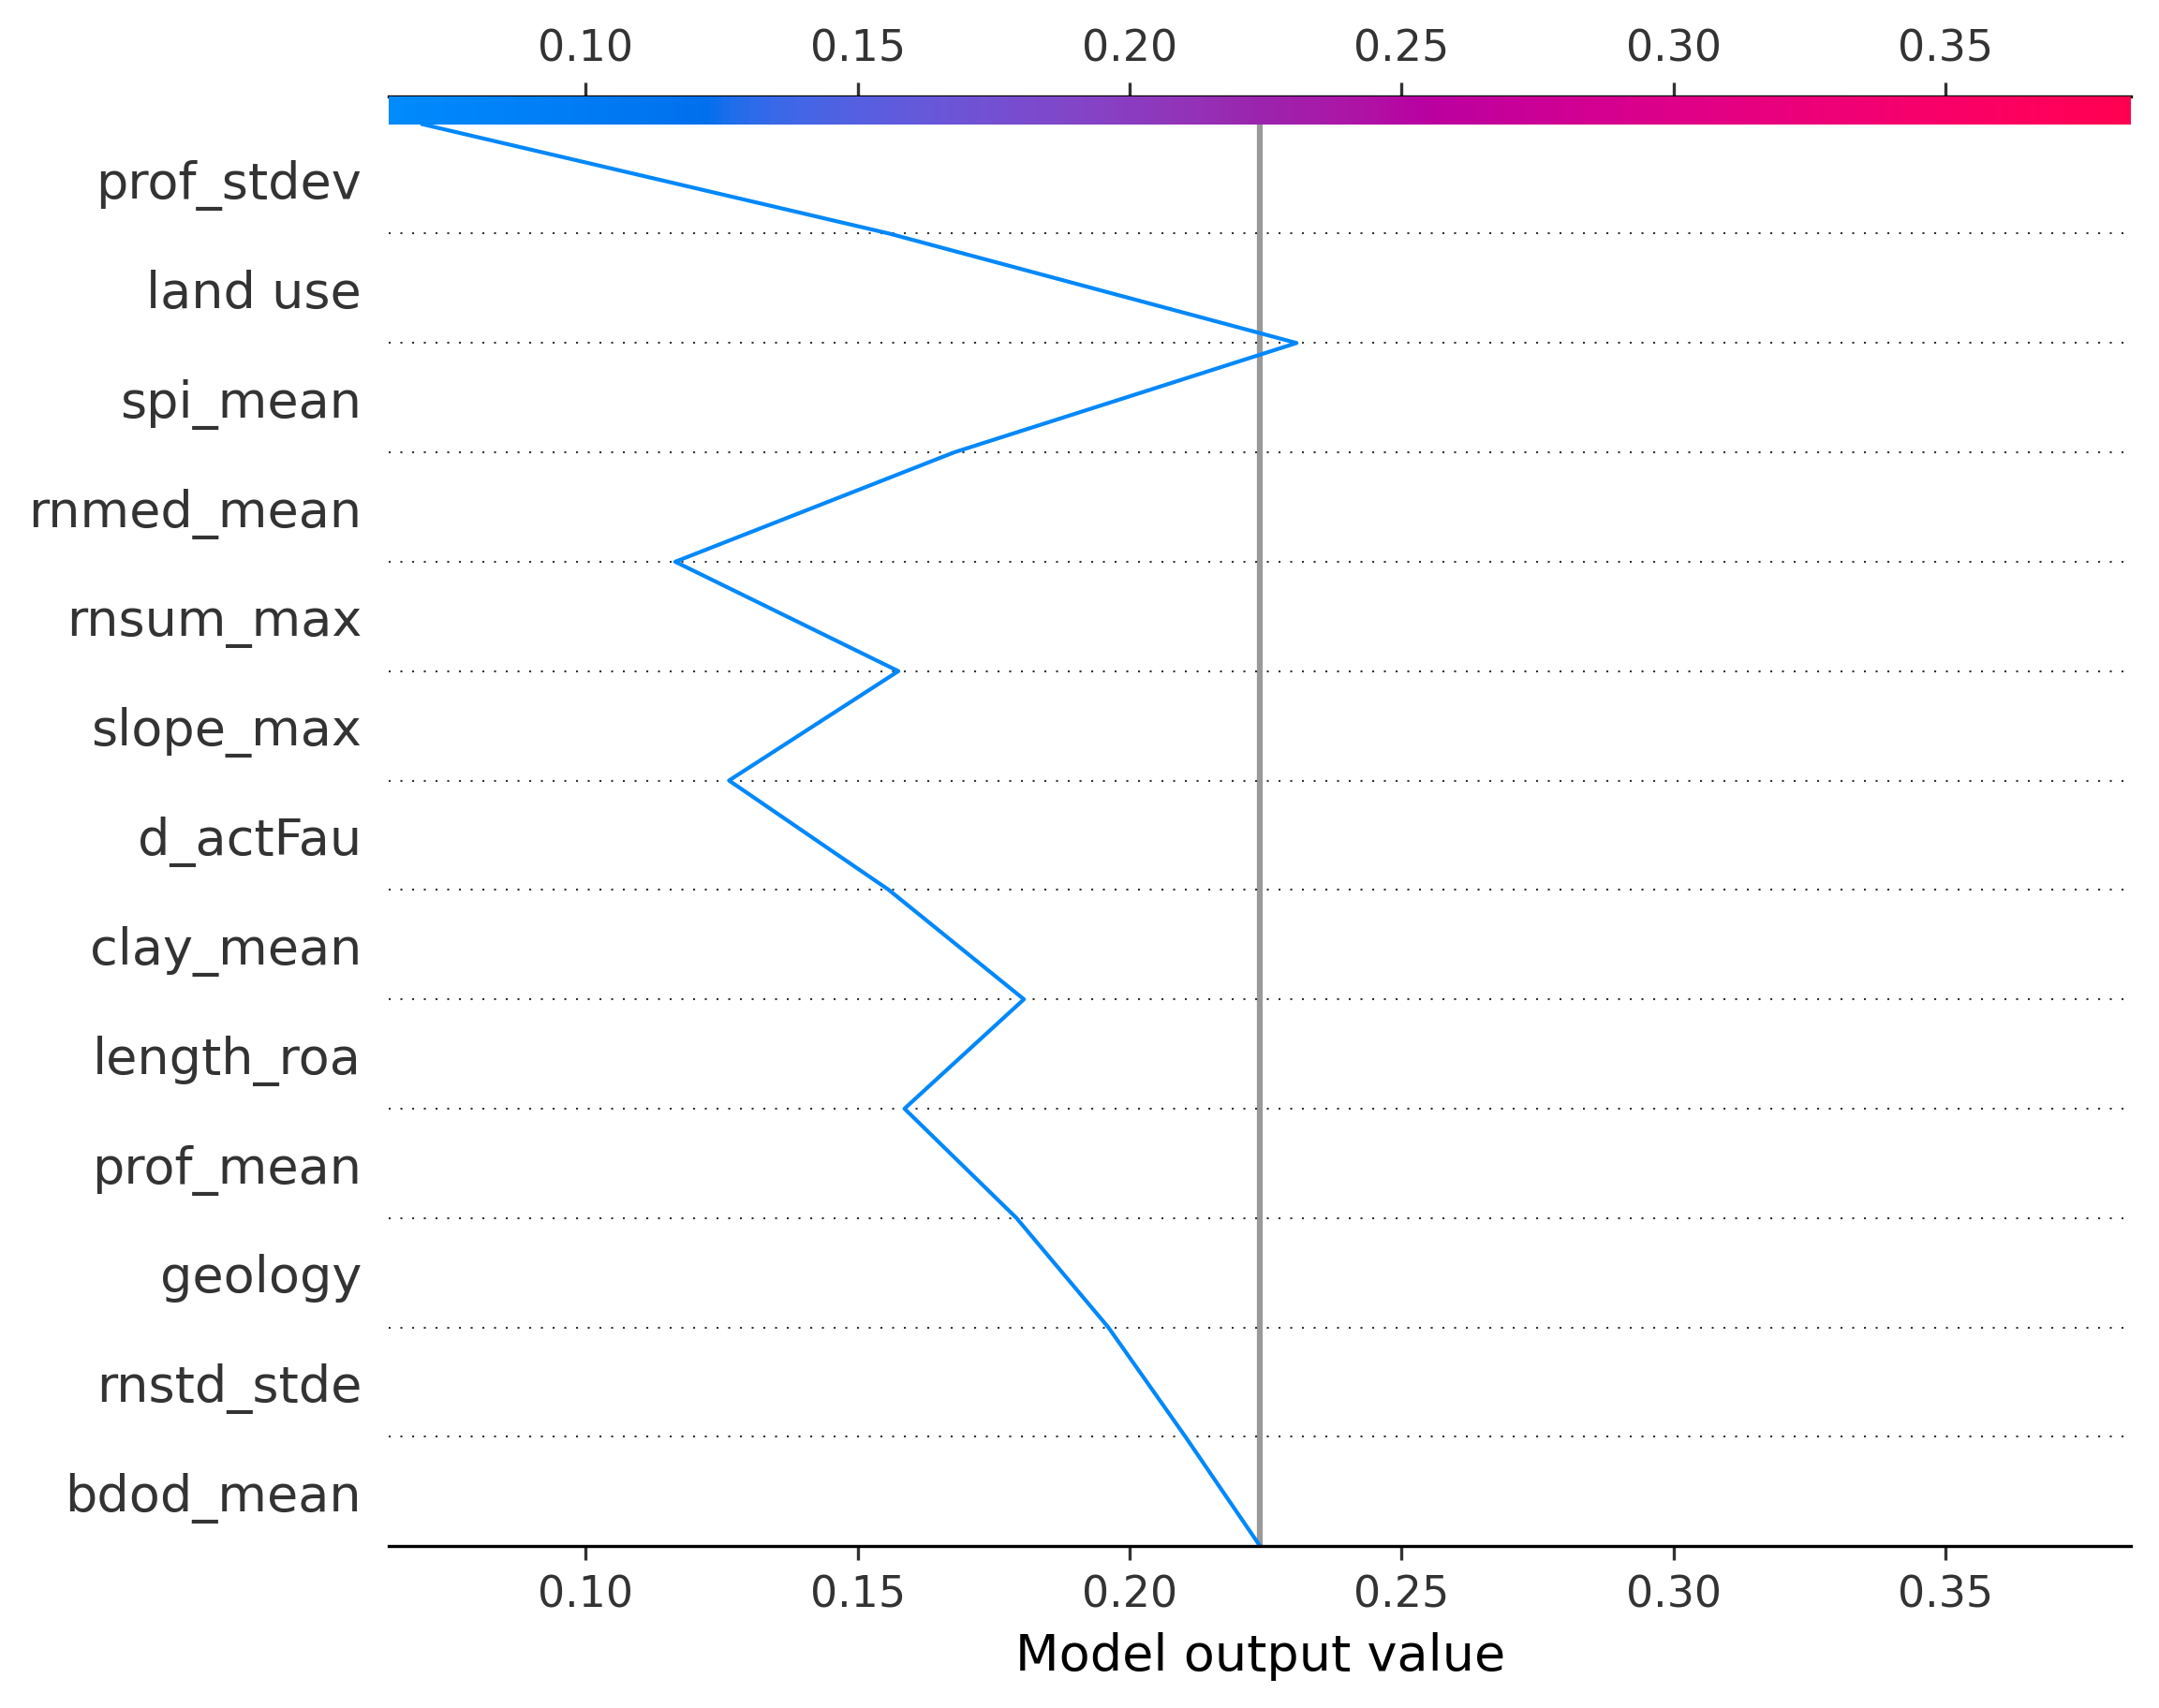 0.10 0.15 0.20 0.25 0.30 0.35
prof_stdev
land use
spi_mean
rnmed_mean
rnsum_max
slope_max
d_actFau
clay_mean
length_roa
prof_mean
geology
rnstd_stde
bdod_mean
0.10 0.15 0.20 0.25 0.30 0.35
Model output value